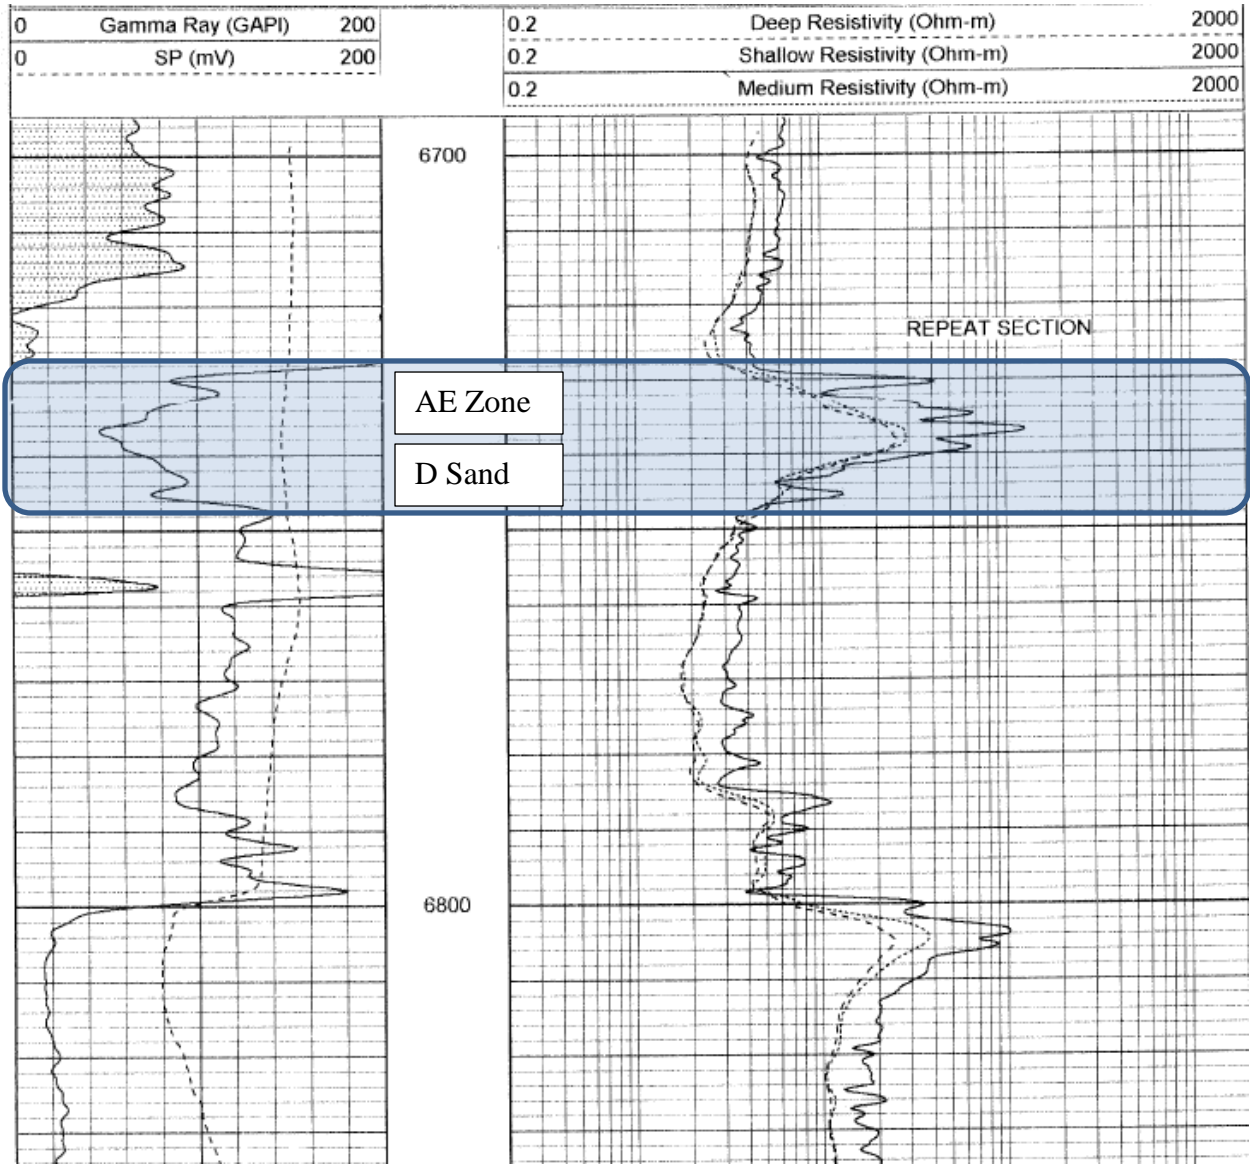 0 Gamma Ray (GAPI) 200
0 SP (mV) 200
0.2 Deep Resistivity (Ohm-m) 2000
0.2 Shallow Resistivity (Ohm-m) 2000
0.2 Medium Resistivity (Ohm-m) 2000
6700
REPEAT SECTION
AE Zone
D Sand
6800